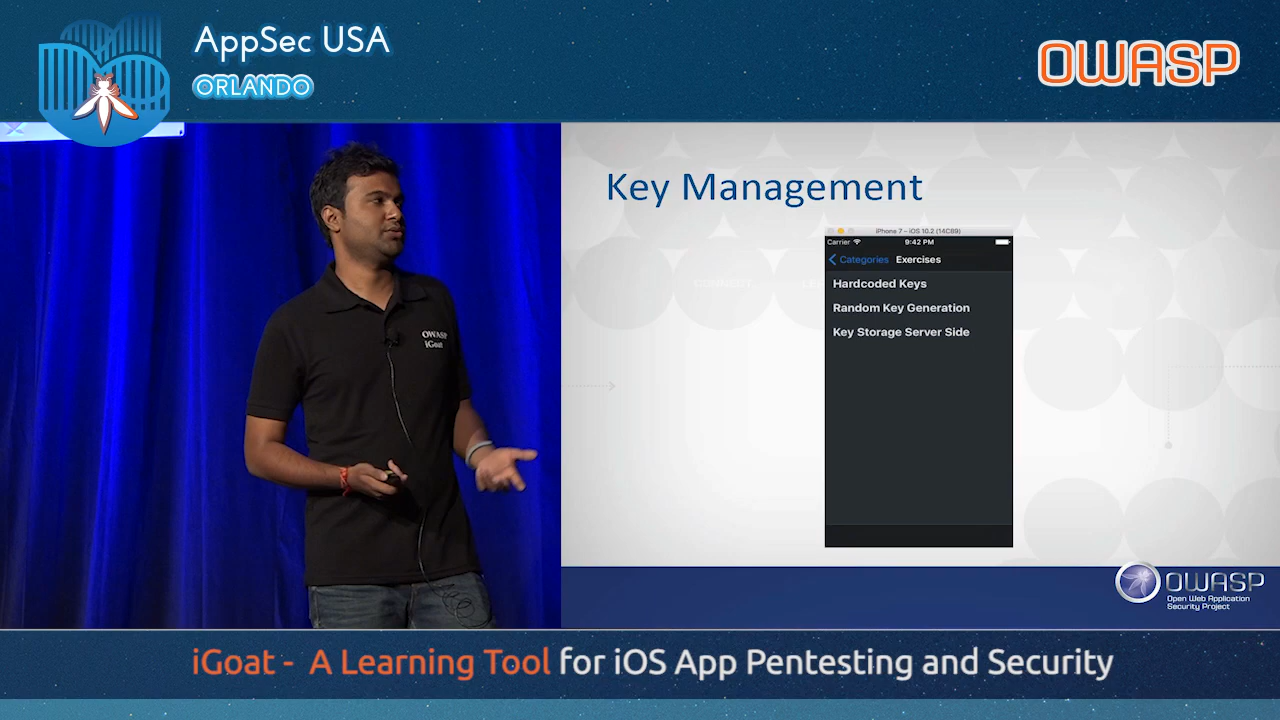 AppSec USA
ORLANDO
OWASP
OWASP
iGoat
Key Management
iPhone 7 – iOS 10.2 (14C89)
Carrier
9:42 PM
Categories
Exercises
Hardcoded Keys
Random Key Generation
Key Storage Server Side
OWASP
Open Web Application
Security Project
iGoat - A Learning Tool for iOS App Pentesting and Security